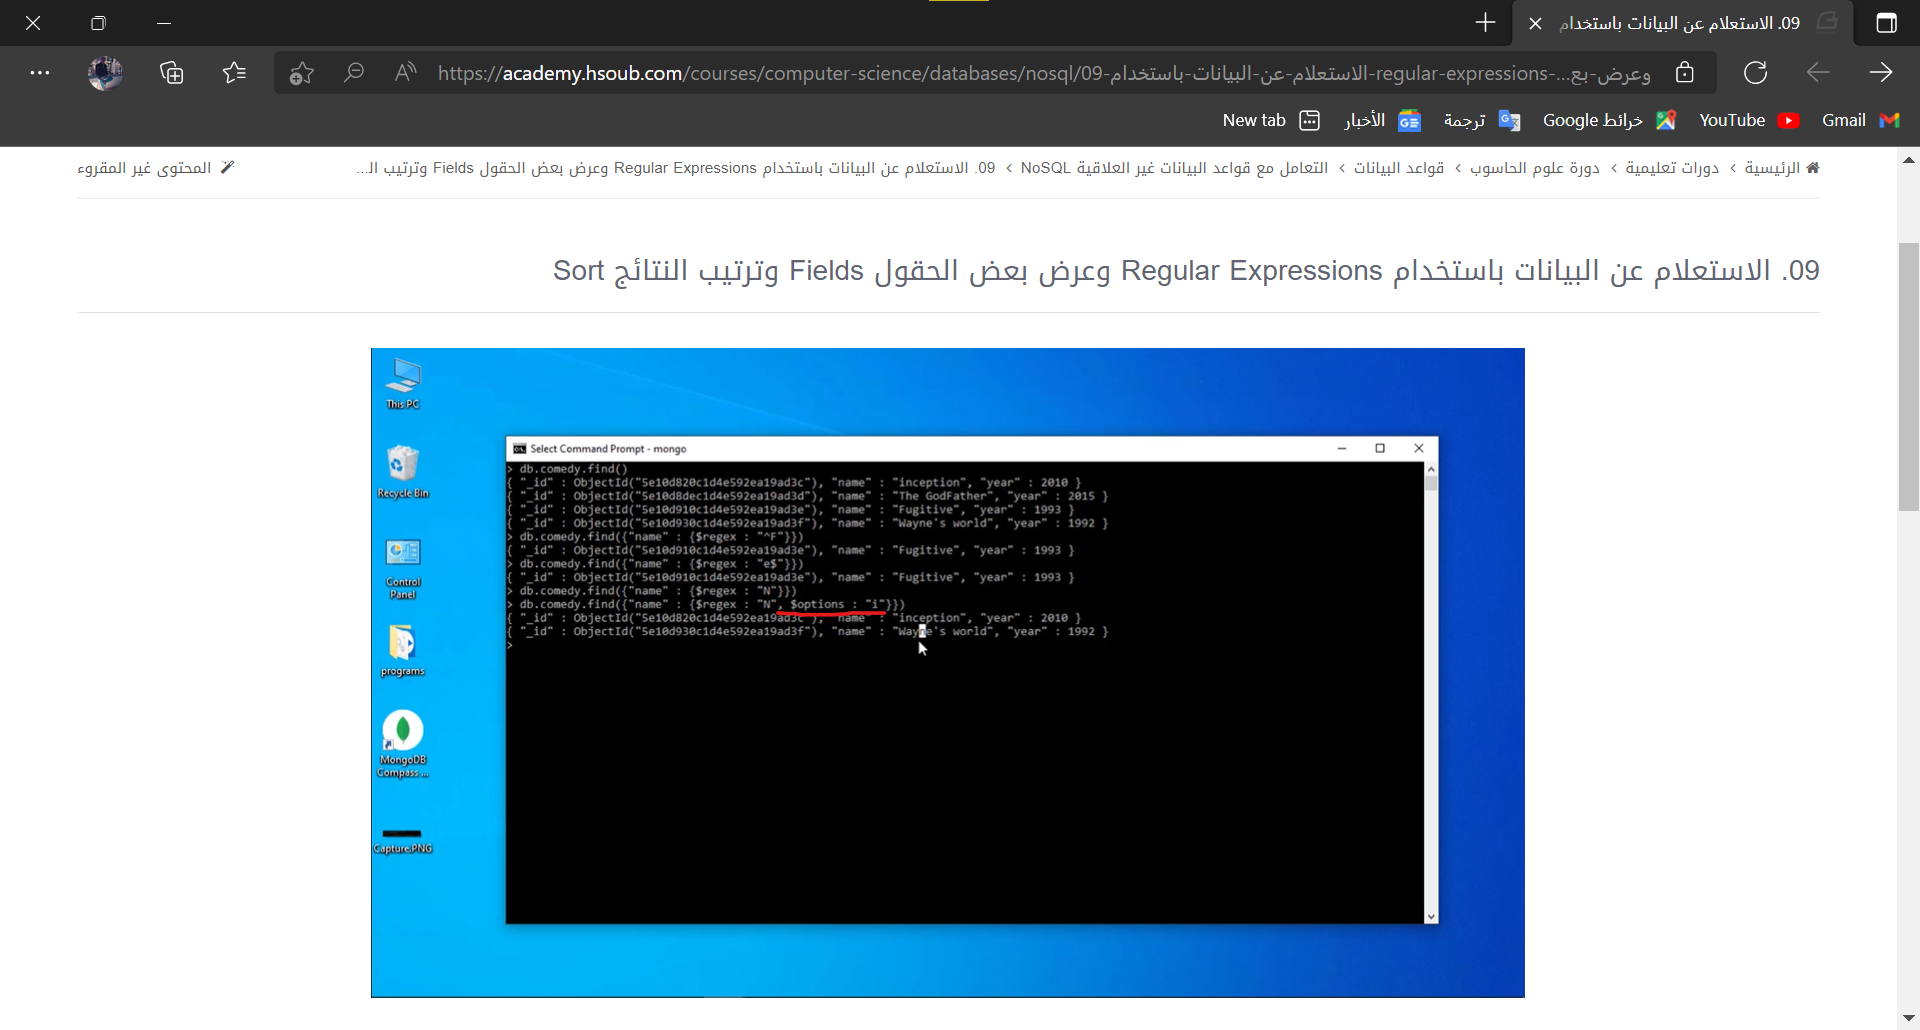 09. الاستعلام عن البيانات باستخدام
https://academy.hsoub.com/courses/computer-science/databases/nosql/09-الاستعلام-عن-البيانات-باستخدام-regular-expressions-وعرض-بع...
Gmail YouTube خرائط Google ترجمة الأخبار New tab
الرئيسية › دورات تعليمية › دورة علوم الحاسوب › قواعد البيانات › التعامل مع قواعد البيانات غير العلاقية NoSQL › 09. الاستعلام عن البيانات باستخدام Regular Expressions وعرض بعض الحقول Fields وترتيب الـ...
المحتوى غير المقروء
09. الاستعلام عن البيانات باستخدام Regular Expressions وعرض بعض الحقول Fields وترتيب النتائج Sort
This PC
Recycle Bin
Control
Panel
programs
MongoDB
Compass ...
Capture.PNG
Select Command Prompt - mongo
> db.comedy.find()
{ "_id" : ObjectId("5e10d820c1d4e592ea19ad3c"), "name" : "inception", "year" : 2010 }
{ "_id" : ObjectId("5e10d8dec1d4e592ea19ad3d"), "name" : "The GodFather", "year" : 2015 }
{ "_id" : ObjectId("5e10d910c1d4e592ea19ad3e"), "name" : "Fugitive", "year" : 1993 }
{ "_id" : ObjectId("5e10d930c1d4e592ea19ad3f"), "name" : "Wayne's world", "year" : 1992 }
> db.comedy.find({"name" : {$regex : "^F"}})
{ "_id" : ObjectId("5e10d910c1d4e592ea19ad3e"), "name" : "Fugitive", "year" : 1993 }
> db.comedy.find({"name" : {$regex : "e$"}})
{ "_id" : ObjectId("5e10d910c1d4e592ea19ad3e"), "name" : "Fugitive", "year" : 1993 }
> db.comedy.find({"name" : {$regex : "N"}})
> db.comedy.find({"name" : {$regex : "N", $options : "i"}})
{ "_id" : ObjectId("5e10d820c1d4e592ea19ad3c"), "name" : "inception", "year" : 2010 }
{ "_id" : ObjectId("5e10d930c1d4e592ea19ad3f"), "name" : "Wayne's world", "year" : 1992 }
>